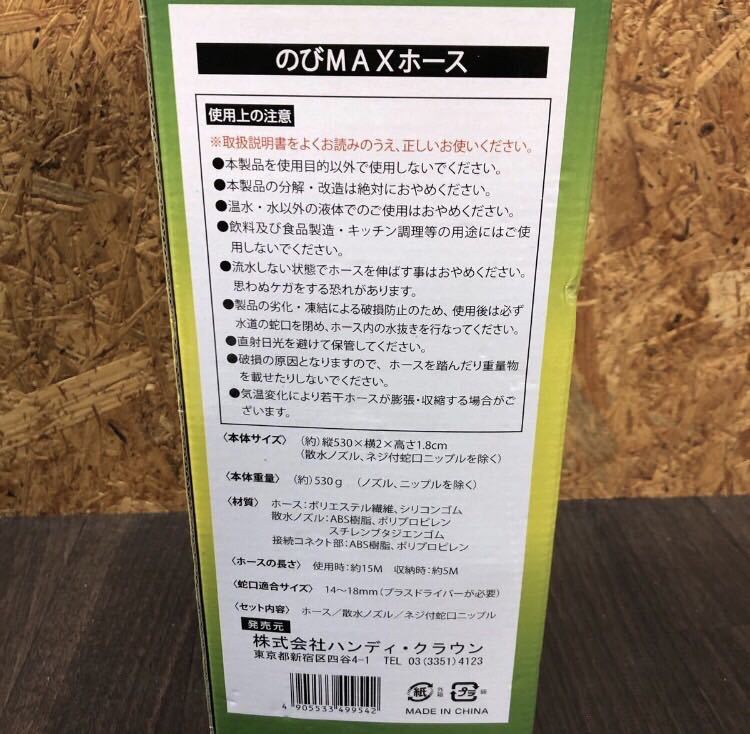 のびMAXホース
使用上の注意
※取扱説明書をよくお読みのうえ、正しいお使いください。
●本製品を使用目的以外で使用しないでください。
●本製品の分解・改造は絶対におやめください。
●温水・水以外の液体でのご使用はおやめください。
●飲料及び食品製造・キッチン調理等の用途にはご使
用しないでください。
●流水しない状態でホースを伸ばす事はおやめください。
思わぬケガをする恐れがあります。
●製品の劣化・凍結による破損防止のため、使用後は必ず
水道の蛇口を閉め、ホース内の水抜きを行なってください。
●直射日光を避けて保管してください。
●破損の原因となりますので、ホースを踏んだり重量物
を載せたりしないでください。
●気温変化により若干ホースが膨張・収縮する場合がご
ざいます。
〈本体サイズ〉 (約)縦530×横2×高さ1.8cm
(散水ノズル、ネジ付蛇口ニップルを除く)
〈本体重量〉 (約)530g (ノズル、ニップルを除く)
〈材質〉 ホース:ポリエステル繊維、シリコンゴム
散水ノズル:ABS樹脂、ポリプロピレン
スチレンブタジエンゴム
接続コネクト部:ABS樹脂、ポリプロピレン
〈ホースの長さ〉 使用時:約15M 収納時:約5M
〈蛇口適合サイズ〉 14〜18mm(プラスドライバーが必要)
〈セット内容〉 ホース/散水ノズル/ネジ付蛇口ニップル
発売元
株式会社ハンディ・クラウン
東京都新宿区四谷4-1 TEL 03(3351)4123
4 905533 499542
紙 外箱 プラ 袋
MADE IN CHINA